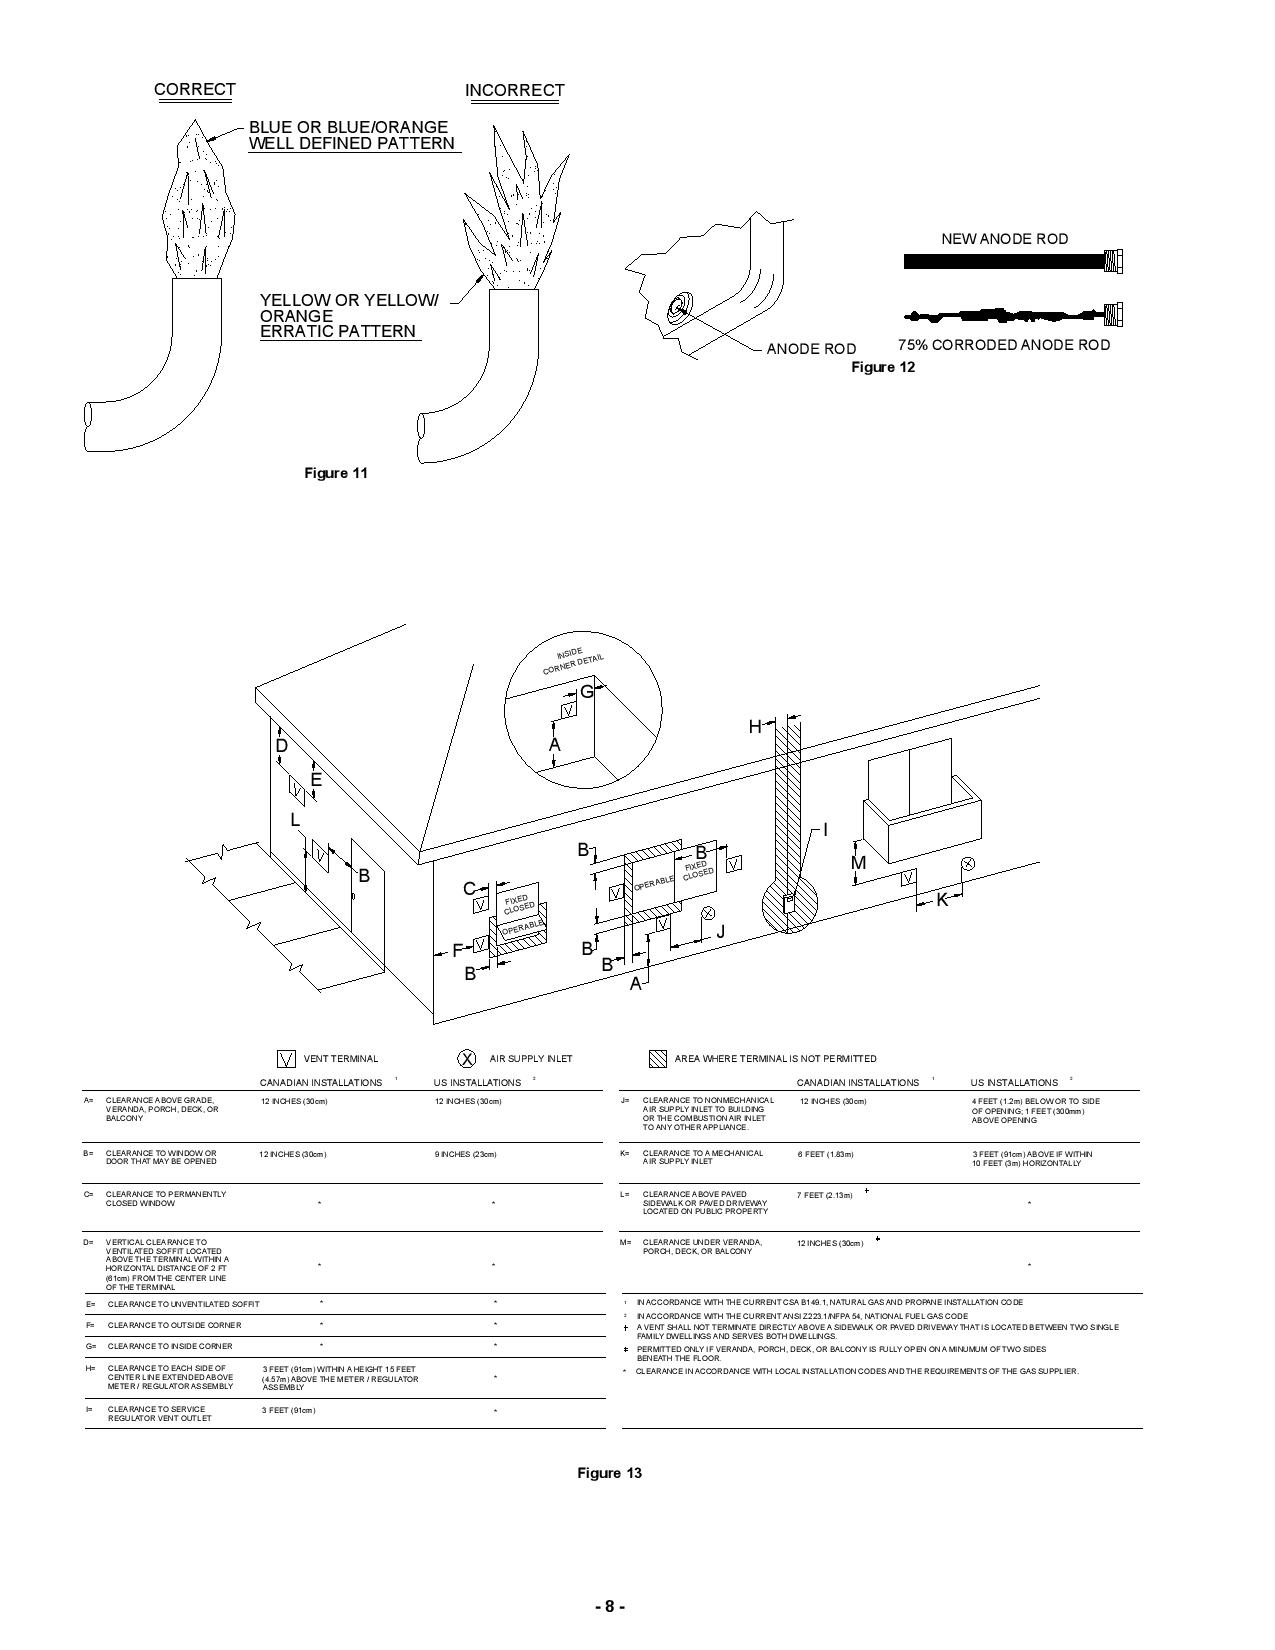 CORRECT
INCORRECT
BLUE OR BLUE/ORANGE
WELL DEFINED PATTERN
YELLOW OR YELLOW/
ORANGE
ERRATIC PATTERN
Figure 11
NEW ANODE ROD
ANODE ROD
75% CORRODED ANODE ROD
Figure 12
INSIDE
CORNER DETAIL
G
A
H
D
E
L
B
I
M
K
C
FIXED
CLOSED
OPERABLE
F
B
B
OPERABLE
FIXED
CLOSED
B
B
B
J
A
V VENT TERMINAL
X AIR SUPPLY INLET
AREA WHERE TERMINAL IS NOT PERMITTED
CANADIAN INSTALLATIONS 1
US INSTALLATIONS 2
A= CLEARANCE ABOVE GRADE, VERANDA, PORCH, DECK, OR BALCONY
12 INCHES (30cm)
12 INCHES (30cm)
B= CLEARANCE TO WINDOW OR DOOR THAT MAY BE OPENED
12 INCHES (30cm)
9 INCHES (23cm)
C= CLEARANCE TO PERMANENTLY CLOSED WINDOW
*
*
D= VERTICAL CLEARANCE TO VENTILATED SOFFIT LOCATED ABOVE THE TERMINAL WITHIN A HORIZONTAL DISTANCE OF 2 FT (61cm) FROM THE CENTER LINE OF THE TERMINAL
*
*
E= CLEARANCE TO UNVENTILATED SOFFIT
*
*
F= CLEARANCE TO OUTSIDE CORNER
*
*
G= CLEARANCE TO INSIDE CORNER
*
*
H= CLEARANCE TO EACH SIDE OF CENTER LINE EXTENDED ABOVE METER / REGULATOR ASSEMBLY
3 FEET (91cm) WITHIN A HEIGHT 15 FEET (4.57m) ABOVE THE METER / REGULATOR ASSEMBLY
*
I= CLEARANCE TO SERVICE REGULATOR VENT OUTLET
3 FEET (91cm)
*
CANADIAN INSTALLATIONS 1
US INSTALLATIONS 2
J= CLEARANCE TO NONMECHANICAL AIR SUPPLY INLET TO BUILDING OR THE COMBUSTION AIR INLET TO ANY OTHER APPLIANCE.
12 INCHES (30cm)
4 FEET (1.2m) BELOW OR TO SIDE OF OPENING; 1 FEET (300mm) ABOVE OPENING
K= CLEARANCE TO A MECHANICAL AIR SUPPLY INLET
6 FEET (1.83m)
3 FEET (91cm) ABOVE IF WITHIN 10 FEET (3m) HORIZONTALLY
L= CLEARANCE ABOVE PAVED SIDEWALK OR PAVED DRIVEWAY LOCATED ON PUBLIC PROPERTY
7 FEET (2.13m) †
*
M= CLEARANCE UNDER VERANDA, PORCH, DECK, OR BALCONY
12 INCHES (30cm) ‡
*
1 IN ACCORDANCE WITH THE CURRENT CSA B149.1, NATURAL GAS AND PROPANE INSTALLATION CODE
2 IN ACCORDANCE WITH THE CURRENT ANSI Z223.1/NFPA 54, NATIONAL FUEL GAS CODE
† A VENT SHALL NOT TERMINATE DIRECTLY ABOVE A SIDEWALK OR PAVED DRIVEWAY THAT IS LOCATED BETWEEN TWO SINGLE
FAMILY DWELLINGS AND SERVES BOTH DWELLINGS.
‡ PERMITTED ONLY IF VERANDA, PORCH, DECK, OR BALCONY IS FULLY OPEN ON A MINUMUM OF TWO SIDES
BENEATH THE FLOOR.
* CLEARANCE IN ACCORDANCE WITH LOCAL INSTALLATION CODES AND THE REQUIREMENTS OF THE GAS SUPPLIER.
Figure 13
- 8 -